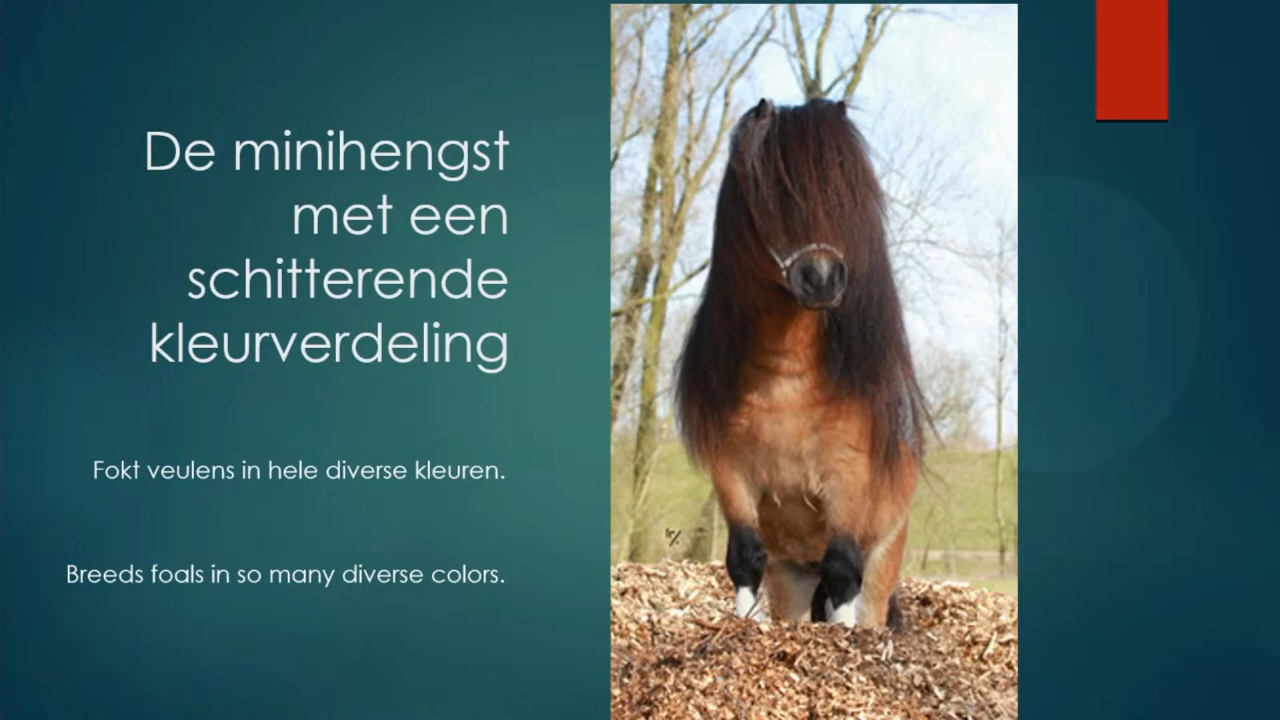 De minihengst
met een
schitterende
kleurverdeling
Fokt veulens in hele diverse kleuren.
Breeds foals in so many diverse colors.